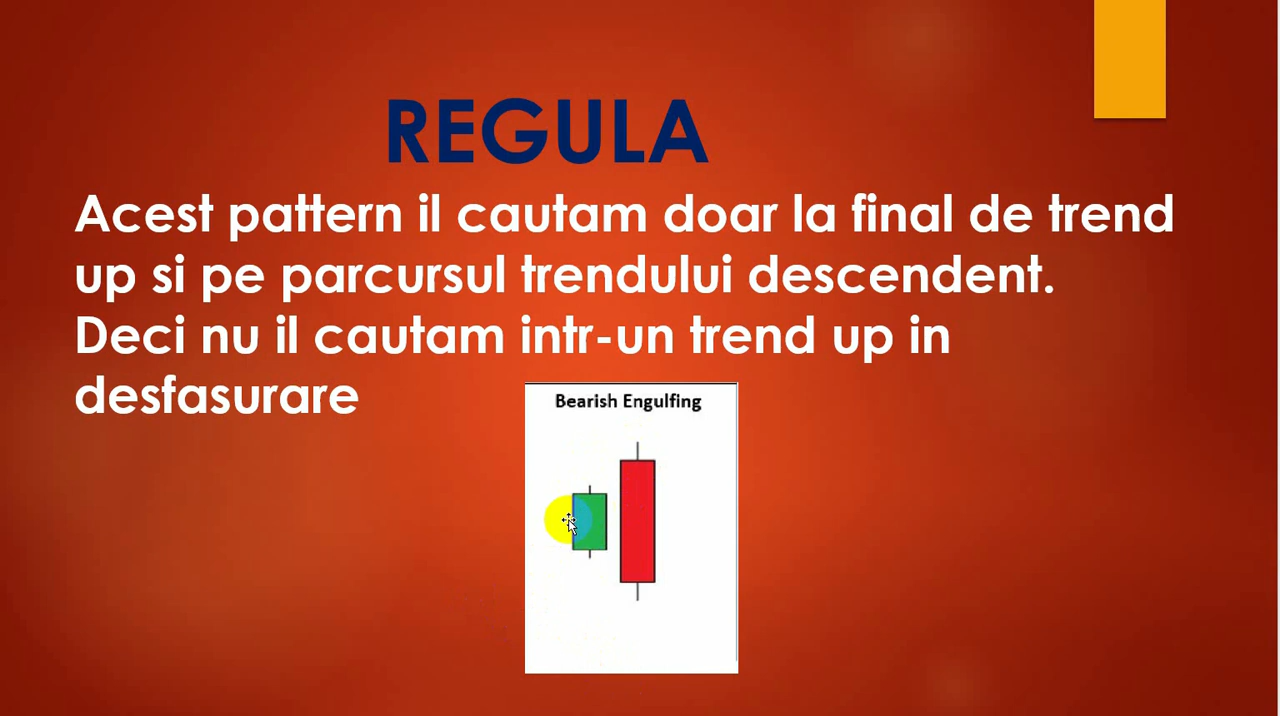 REGULA
Acest pattern il cautam doar la final de trend
up si pe parcursul trendului descendent.
Deci nu il cautam intr-un trend up in
desfasurare
Bearish Engulfing